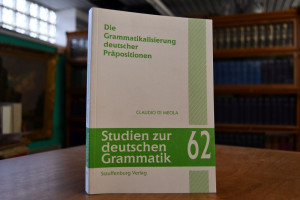 Die
Grammatikalisierung
deutscher
Präpositionen
CLAUDIO DI MEOLA
Studien zur
deutschen
Grammatik
62
Stauffenburg Verlag